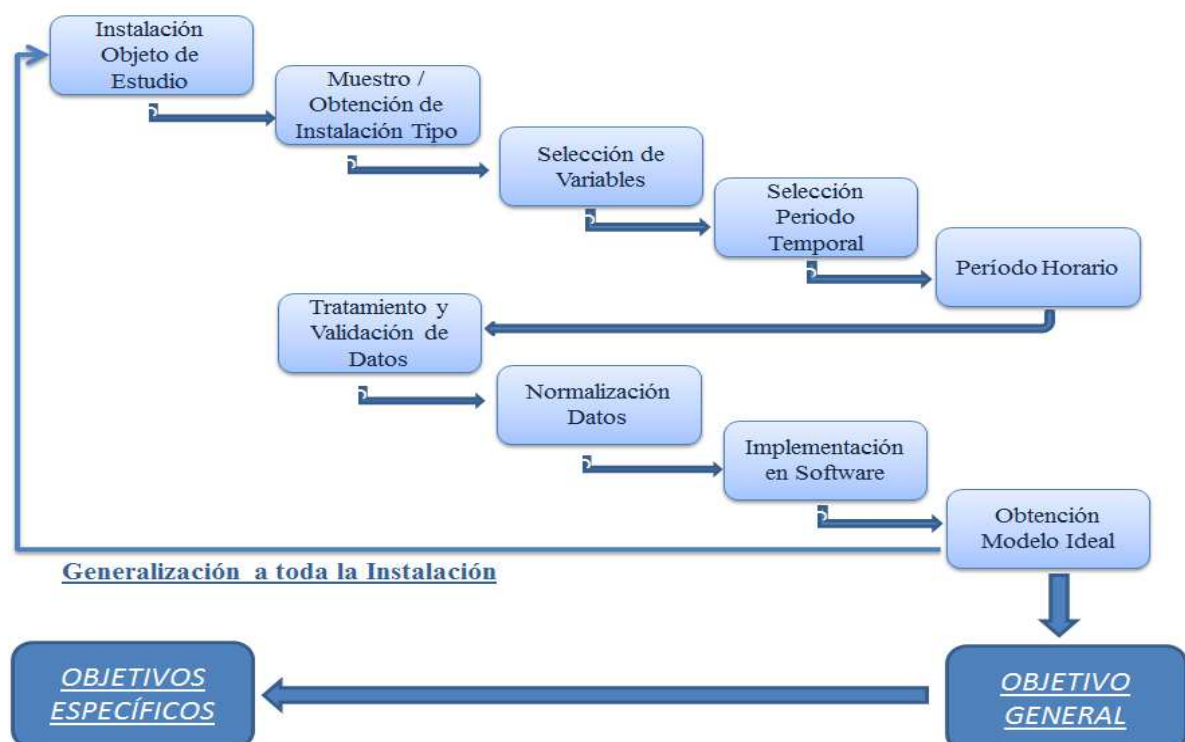 Instalación
Objeto de
Estudio
Muestro /
Obtención de
Instalación Tipo
Selección de
Variables
Selección
Periodo
Temporal
Período Horario
Tratamiento y
Validación de
Datos
Normalización
Datos
Implementación
en Software
Obtención
Modelo Ideal
Generalización a toda la Instalación
OBJETIVOS
ESPECÍFICOS
OBJETIVO
GENERAL